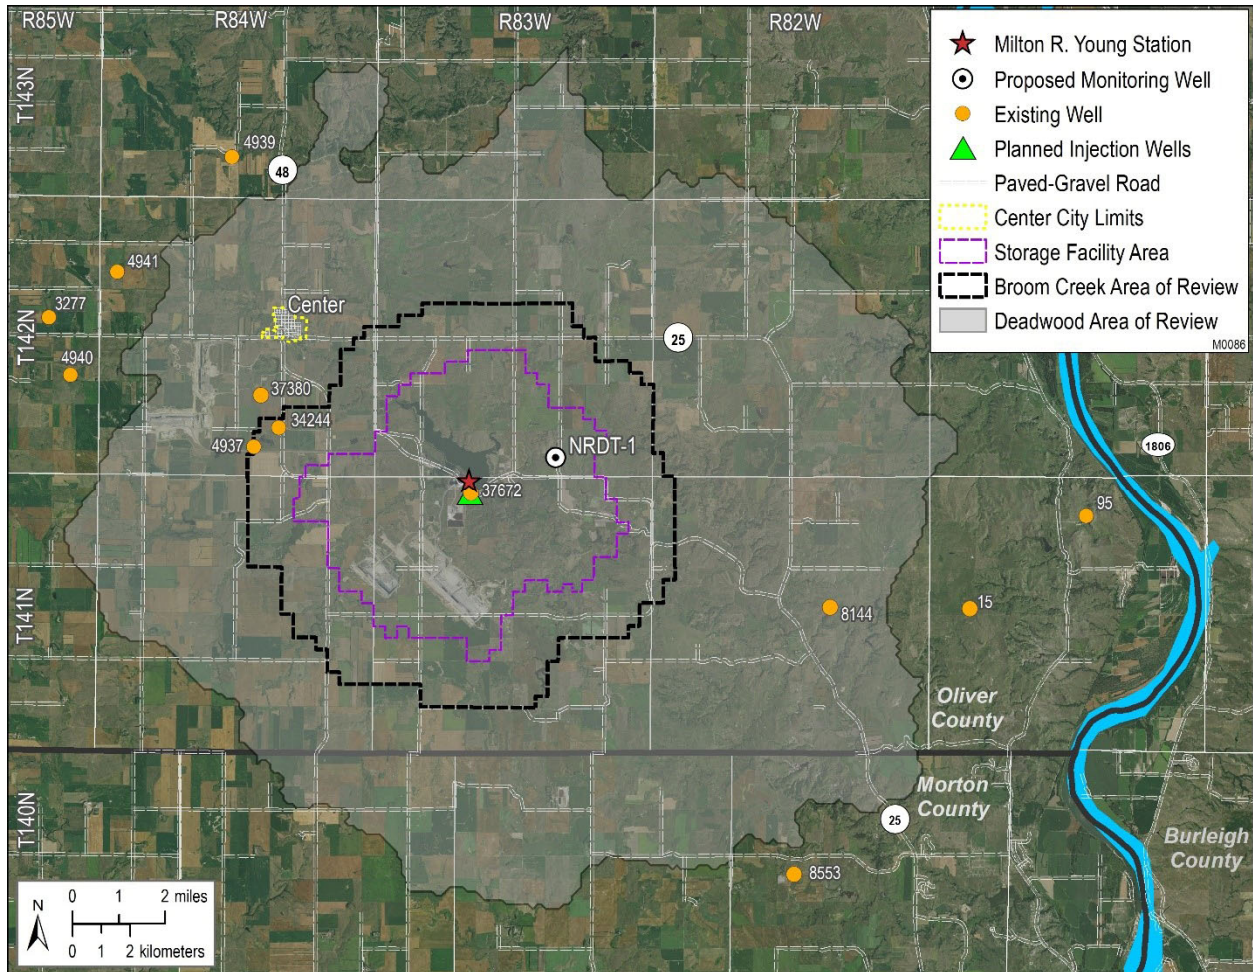 R85W
R84W
R83W
R82W
T143N
T142N
T141N
T140N
Milton R. Young Station
Proposed Monitoring Well
Existing Well
Planned Injection Wells
Paved-Gravel Road
Center City Limits
Storage Facility Area
Broom Creek Area of Review
Deadwood Area of Review
M0086
4939
48
4941
3277
Center
4940
25
37380
34244
4937
NRDT-1
1806
37672
95
15
8144
Oliver
County
Morton
County
25
Burleigh
County
8553
N
0 1 2 miles
0 1 2 kilometers